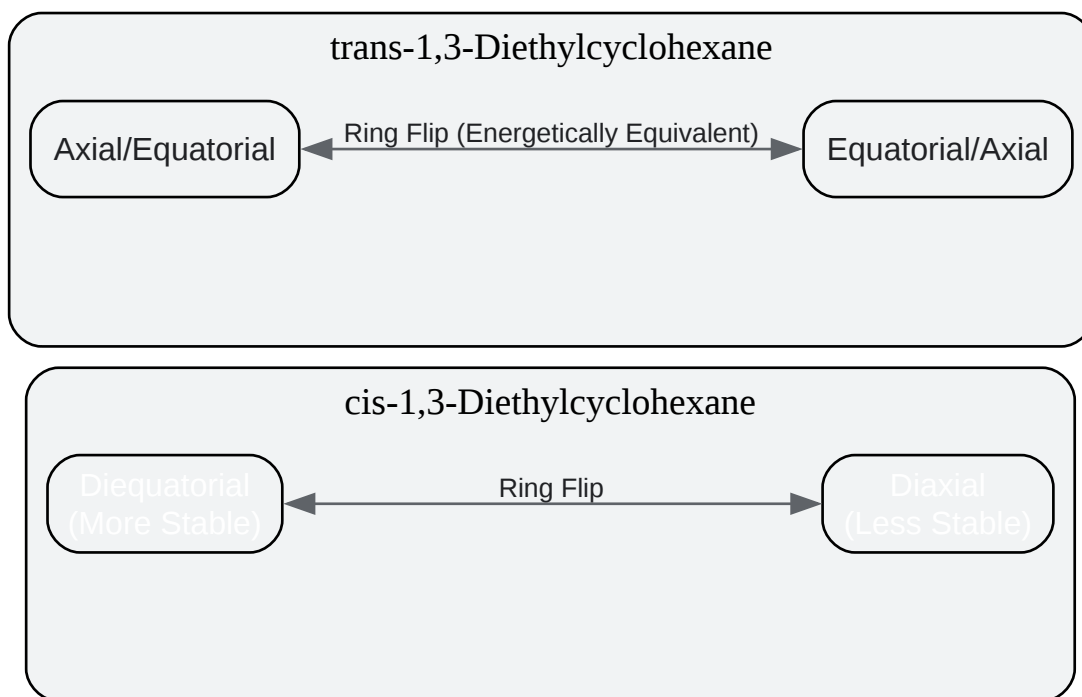 trans-1,3-Diethylcyclohexane
Axial/Equatorial
Ring Flip (Energetically Equivalent)
Equatorial/Axial
cis-1,3-Diethylcyclohexane
Diequatorial
(More Stable)
Ring Flip
Diaxial
(Less Stable)